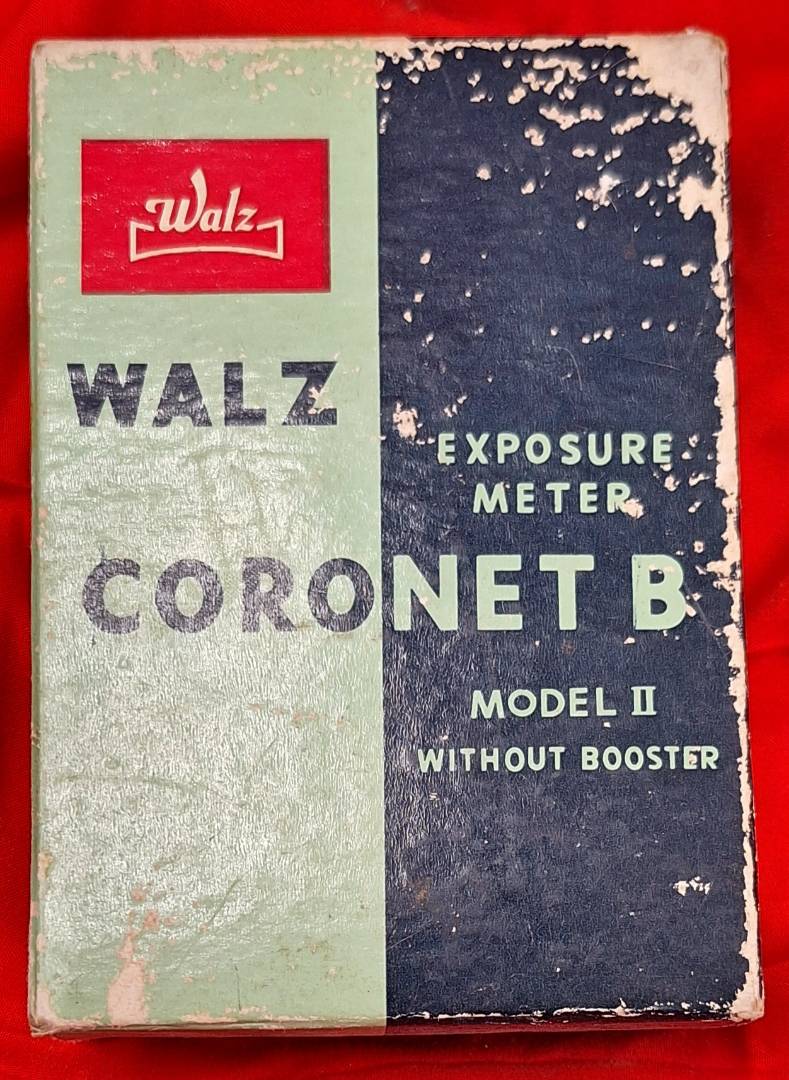 Walz
WALZ
EXPOSURE
METER
CORONET B
MODEL II
WITHOUT BOOSTER